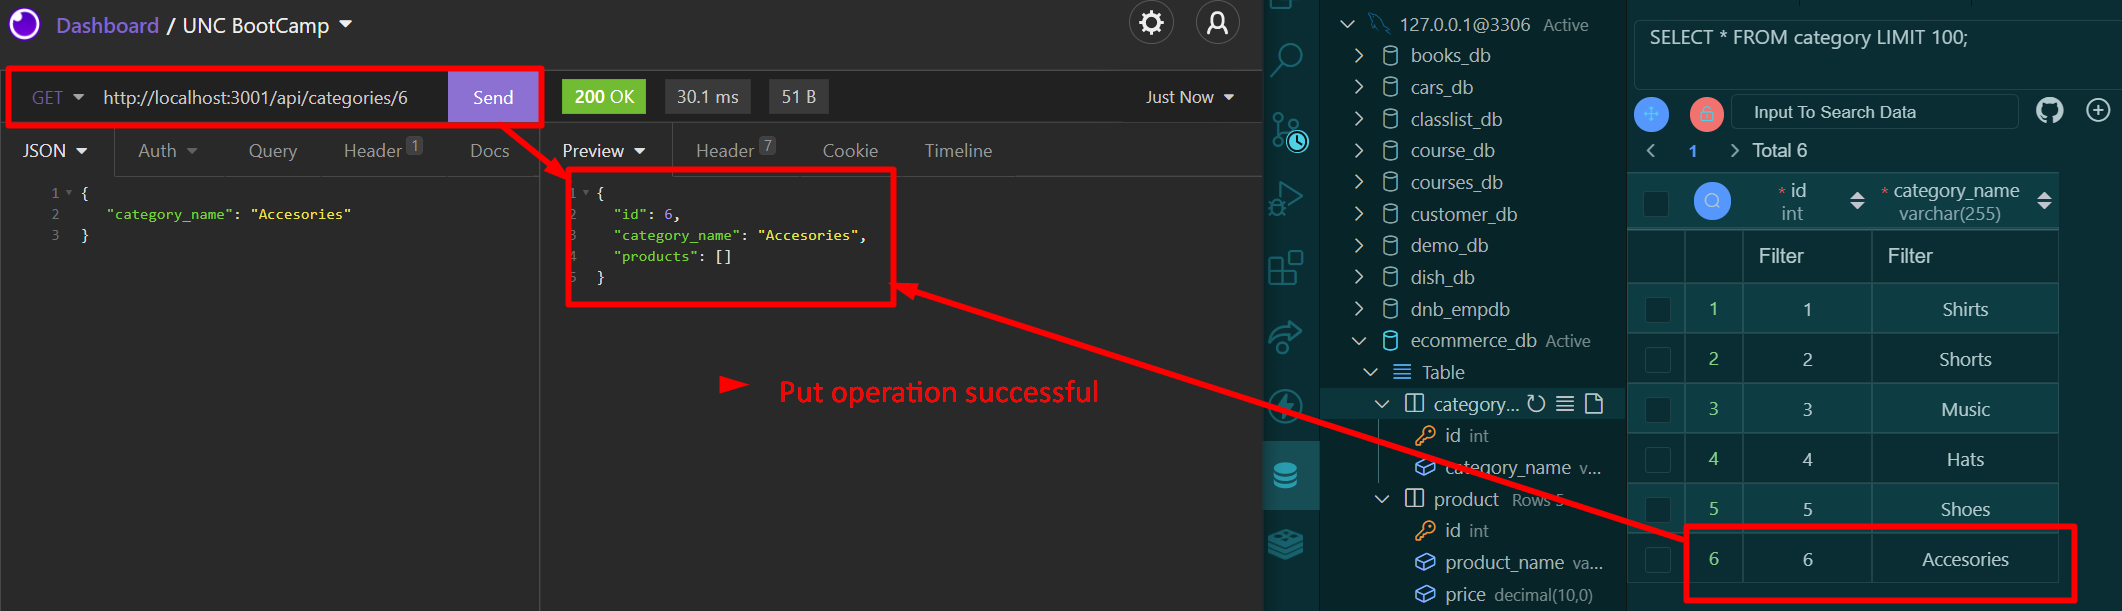 Dashboard / UNC BootCamp
GET http://localhost:3001/api/categories/6 Send
200 OK 30.1 ms 51 B Just Now
JSON Auth Query Header 1 Docs
Preview Header 7 Cookie Timeline
1 {
2 "category_name": "Accesories"
3 }
1 {
2 "id": 6,
3 "category_name": "Accesories",
4 "products": []
5 }
Put operation successful
127.0.0.1@3306 Active
books_db
cars_db
classlist_db
course_db
courses_db
customer_db
demo_db
dish_db
dnb_empdb
ecommerce_db Active
Table
category...
id int
category_name v...
product Rows 5
id int
product_name va...
price decimal(10,0)
SELECT * FROM category LIMIT 100;
Input To Search Data
1 Total 6
* id
int
* category_name
varchar(255)
Filter Filter
1 1 Shirts
2 2 Shorts
3 3 Music
4 4 Hats
5 5 Shoes
6 6 Accesories